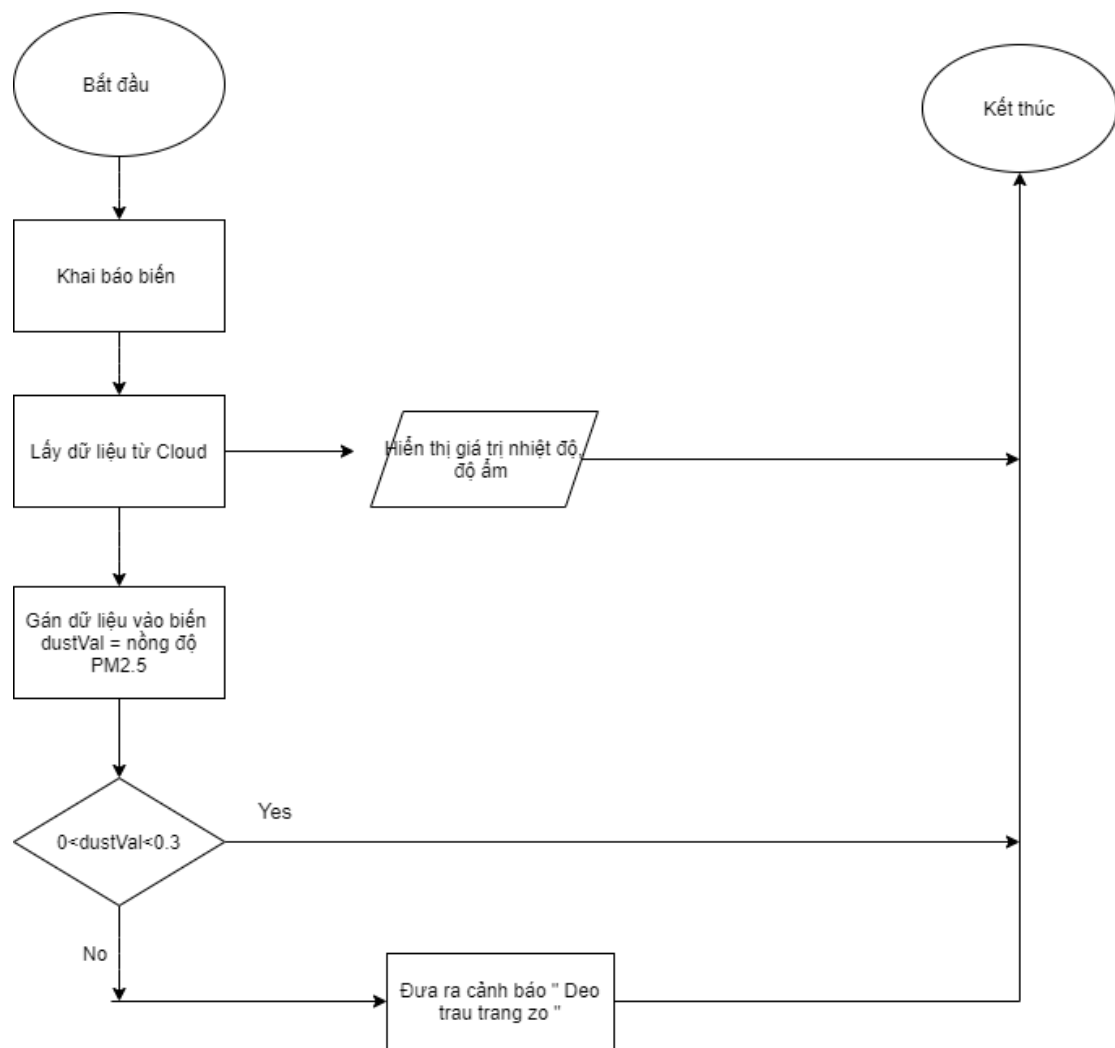 Bắt đầu
Kết thúc
Khai báo biến
Lấy dữ liệu từ Cloud
Hiển thị giá trị nhiệt độ,
độ ẩm
Gán dữ liệu vào biến
dustVal = nồng độ
PM2.5
0<dustVal<0.3
Yes
No
Đưa ra cảnh báo " Deo
trau trang zo "